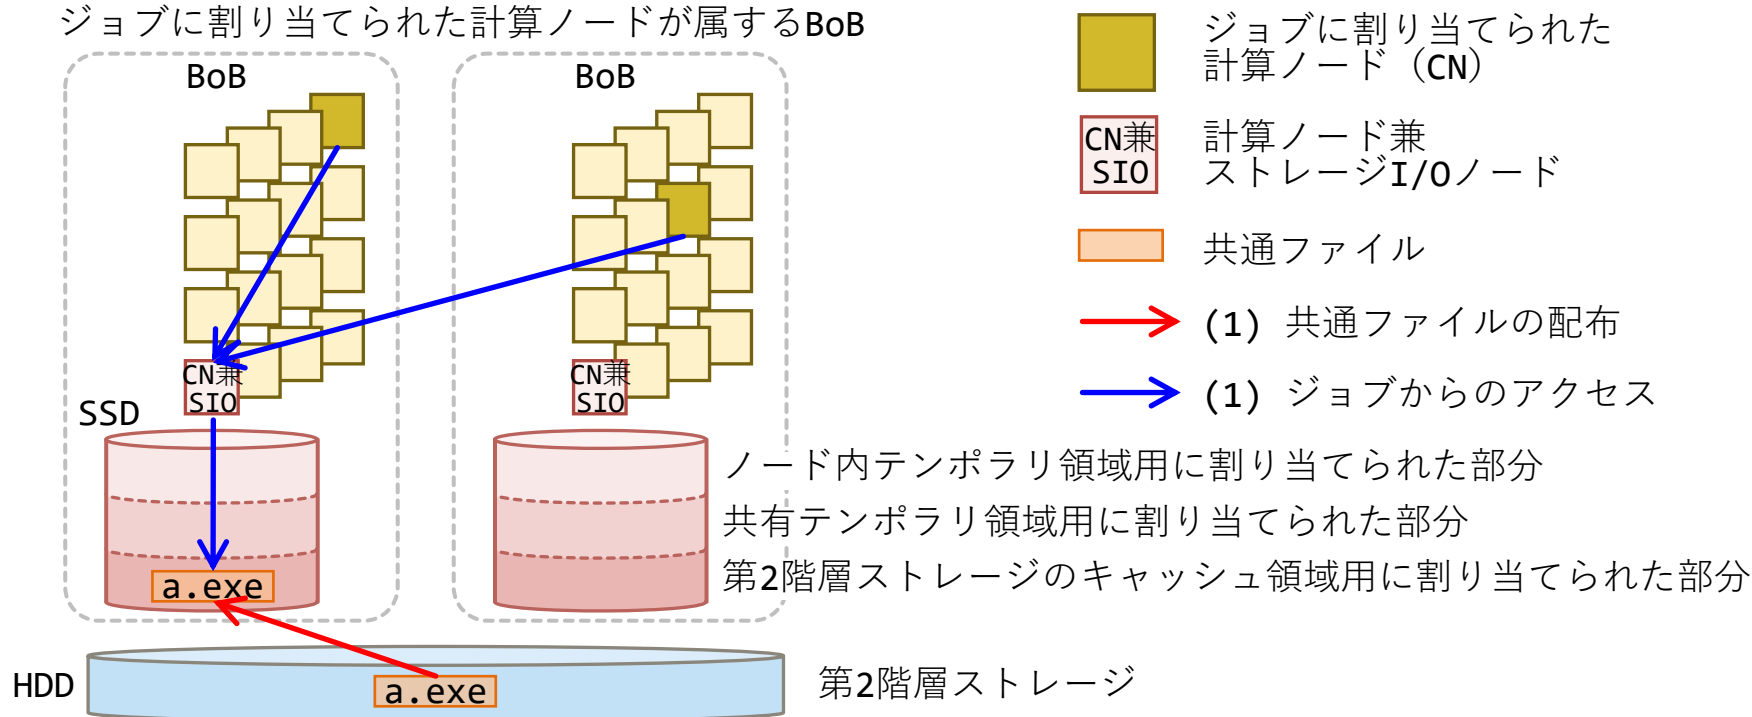 ジョブに割り当てられた計算ノードが属するBoB
BoB
BoB
CN兼
SIO
CN兼
SIO
SSD
a.exe
HDD
a.exe
第2階層ストレージ
ノード内テンポラリ領域用に割り当てられた部分
共有テンポラリ領域用に割り当てられた部分
第2階層ストレージのキャッシュ領域用に割り当てられた部分
ジョブに割り当てられた
計算ノード（CN）
CN兼
SIO
計算ノード兼
ストレージI/Oノード
共通ファイル
(1) 共通ファイルの配布
(1) ジョブからのアクセス